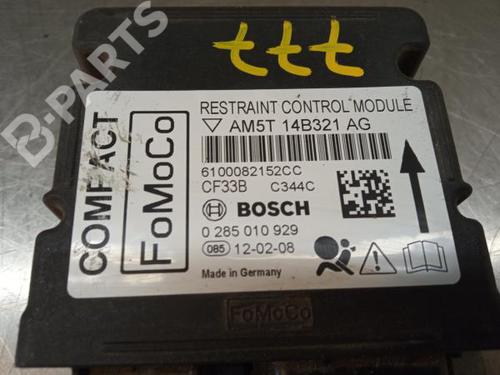 B-PARTS
ttt
COMPACT
FoMoCo
RESTRAINT CONTROL MODULE
AM5T 14B321 AG
6100082152CC
CF33B C344C
BOSCH
0 285 010 929
085 12-02-08
Made in Germany
FoMoCo